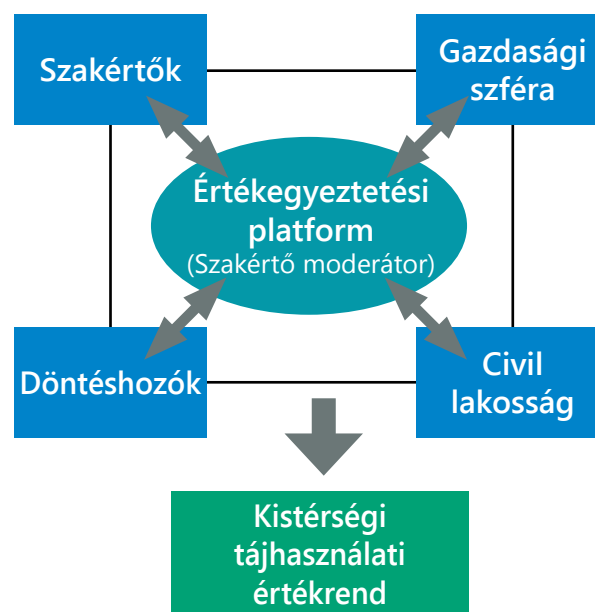 Szakértők
Gazdasági
szféra
Értékegyeztetési
platform
(Szakértő moderátor)
Döntéshozók
Civil
lakosság
Kistérségi
tájhasználati
értékrend